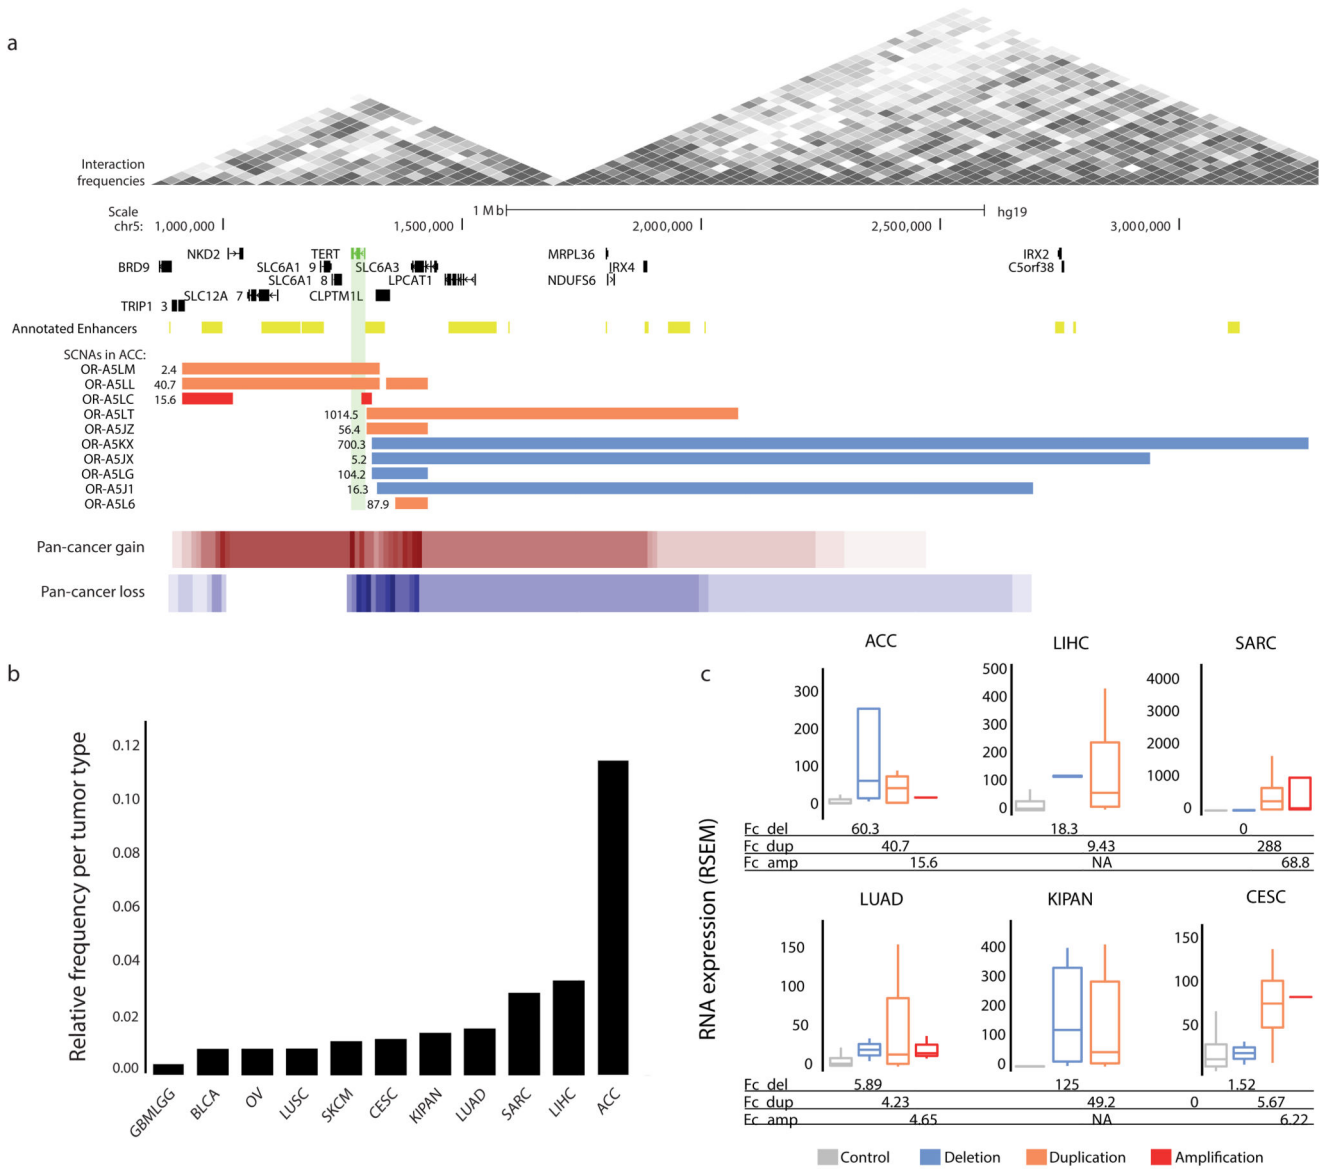 a
Interaction
frequencies
Scale
1 Mb
hg19
chr5:
1,000,000
1,500,000
2,000,000
2,500,000
3,000,000
NKD2
TERT
MRPL36
IRX2
BRD9
SLC6A1 9
SLC6A3
IRX4
C5orf38
SLC6A1 8
LPCAT1
NDUFS6
SLC12A 7
CLPTM1L
TRIP1 3
Annotated Enhancers
SCNAs in ACC:
OR-A5LM 2.4
OR-A5LL 40.7
OR-A5LC 15.6
OR-A5LT 1014.5
OR-A5JZ 56.4
OR-A5KX 700.3
OR-A5JX 5.2
OR-A5LG 104.2
OR-A5J1 16.3
OR-A5L6 87.9
Pan-cancer gain
Pan-cancer loss
b
Relative frequency per tumor type
0.12
0.10
0.08
0.06
0.04
0.02
0.00
GBMLGG
BLCA
OV
LUSC
SKCM
CESC
KIPAN
LUAD
SARC
LIHC
ACC
c
RNA expression (RSEM)
ACC
300
200
100
0
LIHC
500
400
300
200
100
0
SARC
4000
3000
2000
1000
0
Fc del 60.3 18.3 0
Fc dup 40.7 9.43 288
Fc amp 15.6 NA 68.8
LUAD
150
100
50
0
KIPAN
400
300
200
100
0
CESC
150
100
50
0
Fc del 5.89 125 1.52
Fc dup 4.23 49.2 5.67
Fc amp 4.65 NA 6.22
Control
Deletion
Duplication
Amplification